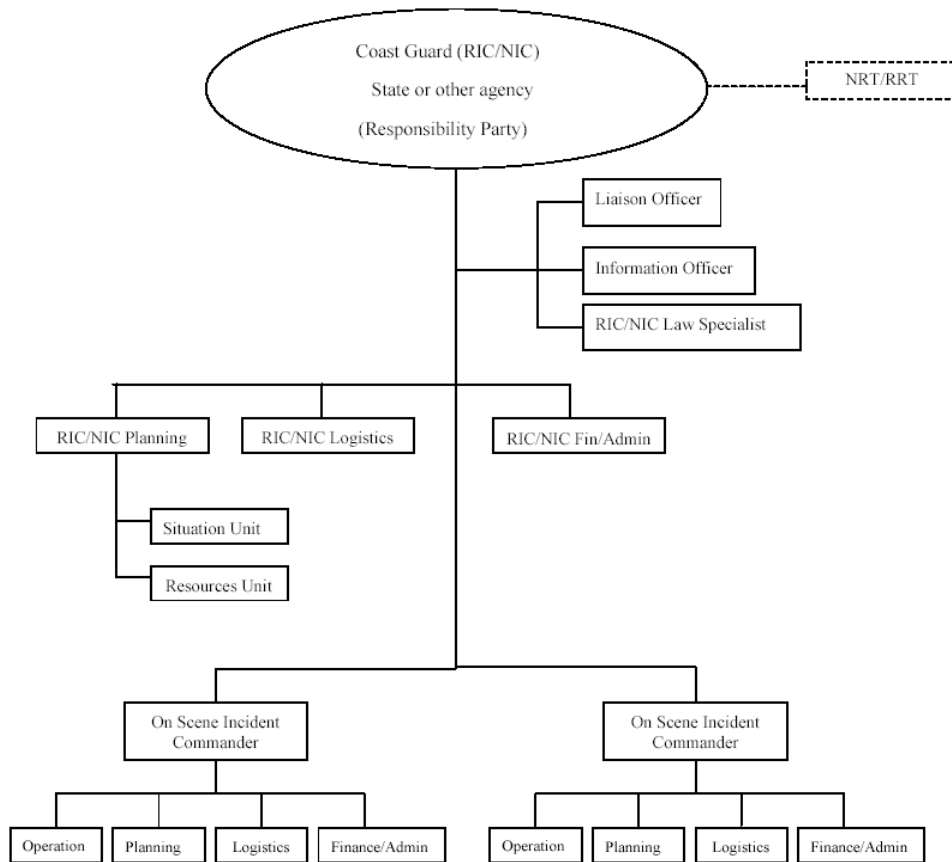 Coast Guard (RIC/NIC)
State or other agency
(Responsibility Party)
NRT/RRT
Liaison Officer
Information Officer
RIC/NIC Law Specialist
RIC/NIC Planning
RIC/NIC Logistics
RIC/NIC Fin/Admin
Situation Unit
Resources Unit
On Scene Incident
Commander
On Scene Incident
Commander
Operation
Planning
Logistics
Finance/Admin
Operation
Planning
Logistics
Finance/Admin